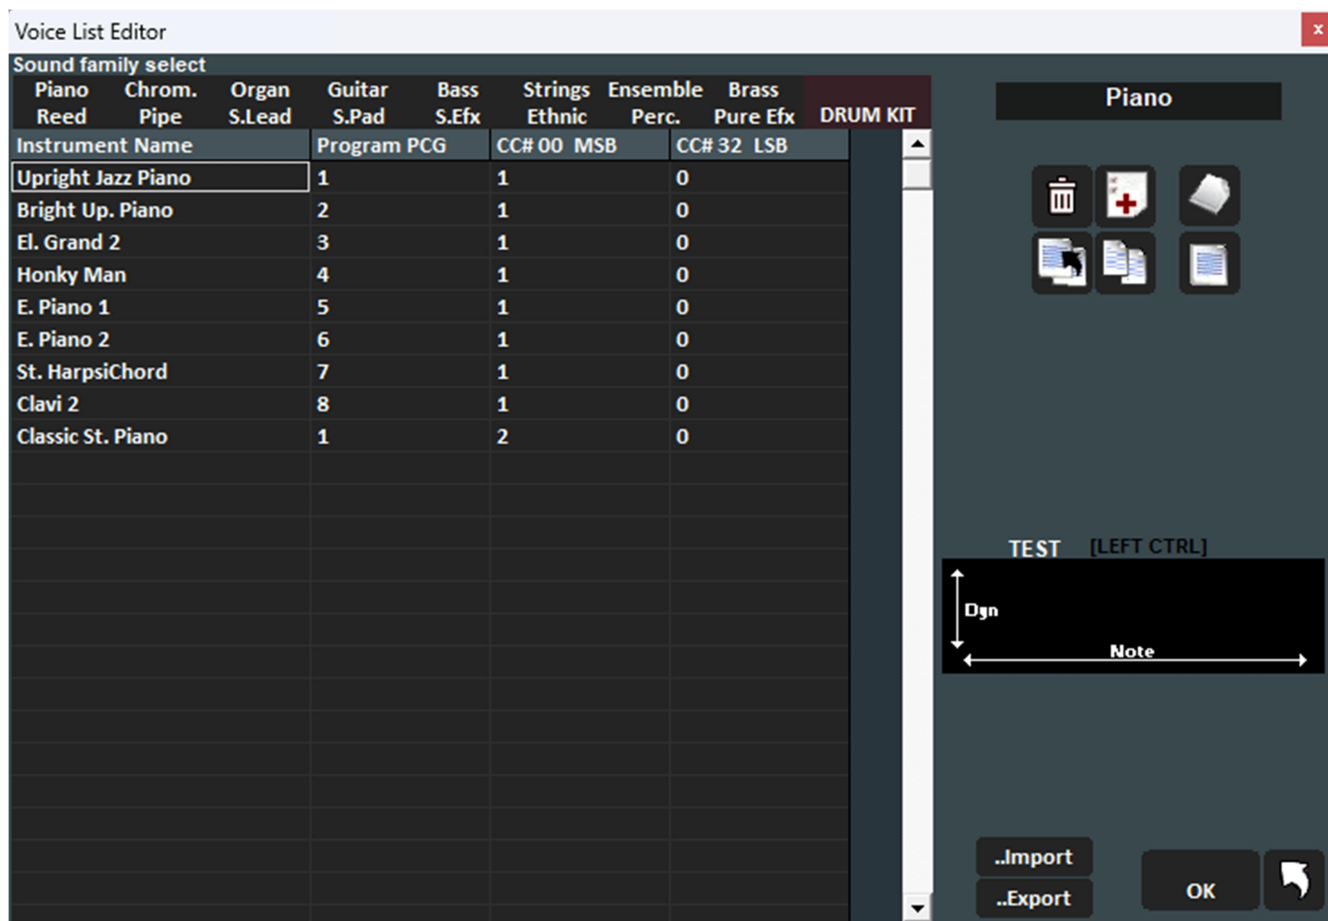 Voice List Editor
x
Sound family select
Piano Chrom. Organ Guitar Bass Strings Ensemble Brass
Reed Pipe S.Lead S.Pad S.Efx Ethnic Perc. Pure Efx DRUM KIT
Piano
Instrument Name Program PCG CC# 00 MSB CC# 32 LSB
Upright Jazz Piano 1 1 0
Bright Up. Piano 2 1 0
El. Grand 2 3 1 0
Honky Man 4 1 0
E. Piano 1 5 1 0
E. Piano 2 6 1 0
St. HarpsiChord 7 1 0
Clavi 2 8 1 0
Classic St. Piano 1 2 0
TEST [LEFT CTRL]
Dyn
Note
..Import
..Export
OK